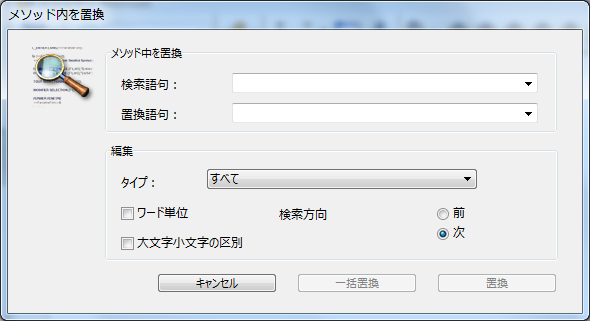 メソッド内を置換
メソッド中を置換
検索語句：
置換語句：
編集
タイプ： すべて
ワード単位 検索方向 前
次
大文字小文字の区別
キャンセル 一括置換 置換